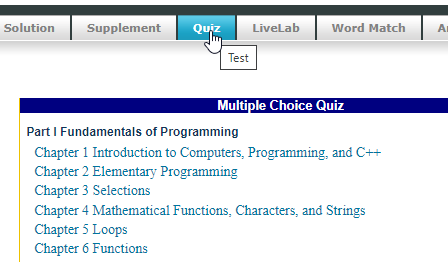 Solution Supplement Quiz LiveLab Word Match
Test
Multiple Choice Quiz
Part I Fundamentals of Programming
Chapter 1 Introduction to Computers, Programming, and C++
Chapter 2 Elementary Programming
Chapter 3 Selections
Chapter 4 Mathematical Functions, Characters, and Strings
Chapter 5 Loops
Chapter 6 Functions